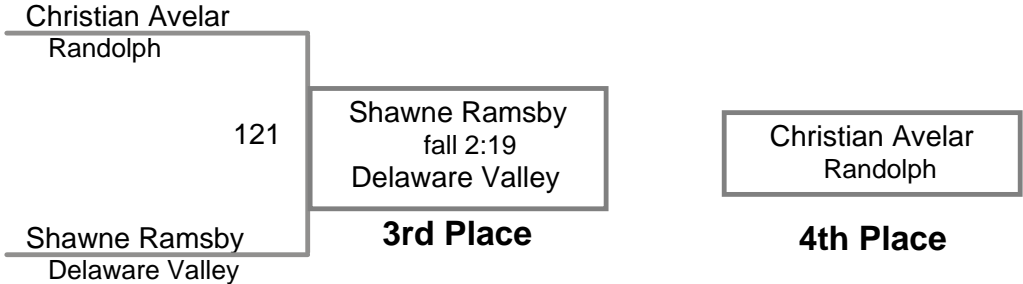 Christian Avelar
Randolph
121
Shawne Ramsby
Delaware Valley
Shawne Ramsby
fall 2:19
Delaware Valley
3rd Place
Christian Avelar
Randolph
4th Place